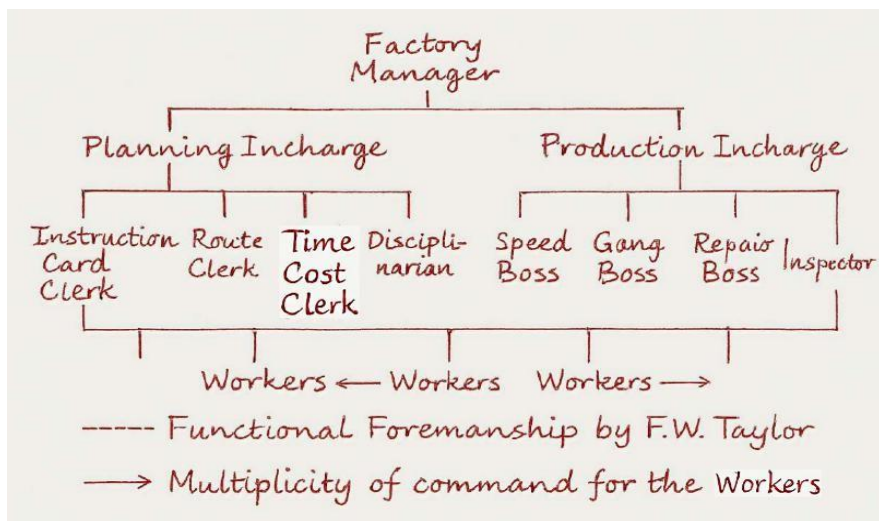 Factory
Manager
Planning Incharge Production Incharge
Instruction Route Time Discipli- Speed Gang Repair Inspector
Card Clerk Cost narian Boss Boss Boss
Clerk Clerk
Workers ← Workers Workers →
----- Functional Foremanship by F.W. Taylor
→ Multiplicity of command for the Workers